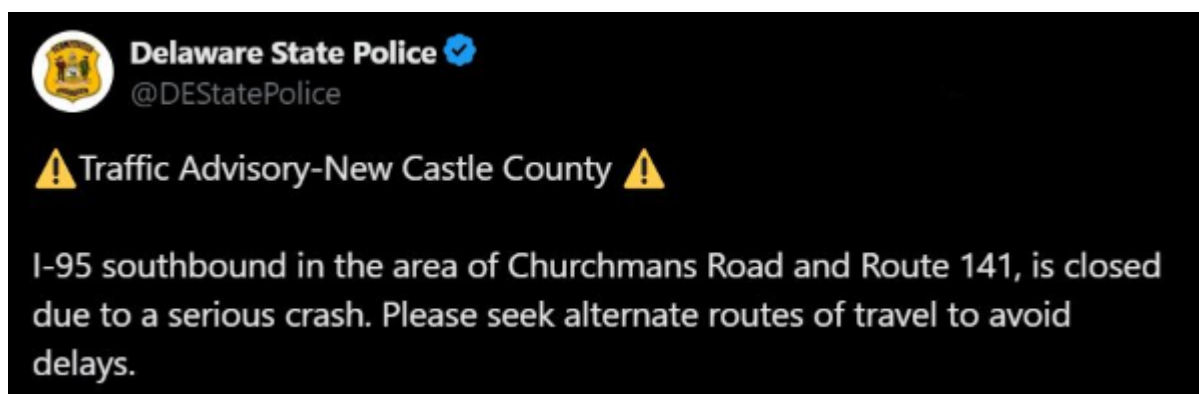 Delaware State Police
@DEStatePolice
⚠️Traffic Advisory-New Castle County ⚠️
I-95 southbound in the area of Churchmans Road and Route 141, is closed
due to a serious crash. Please seek alternate routes of travel to avoid
delays.